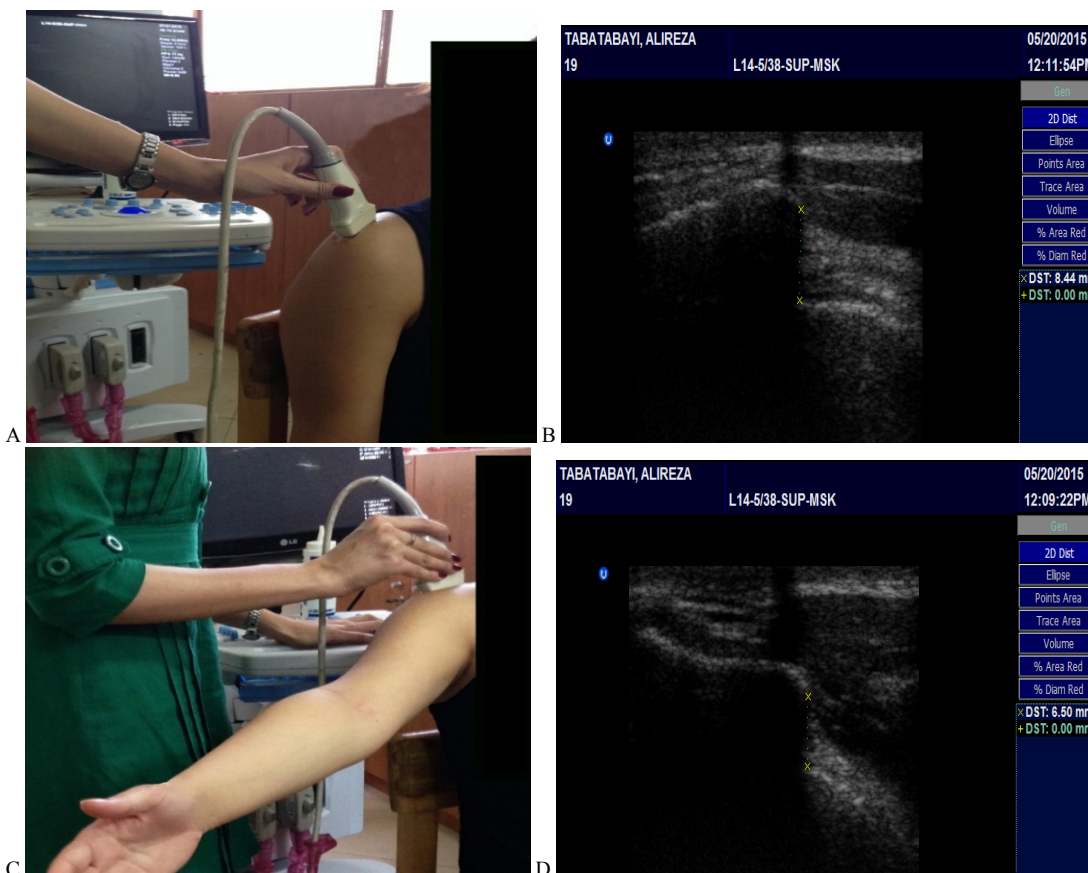 A
TABATABAYI, ALIREZA
05/20/2015
19
L14-5/38-SUP-MSK
12:11:54PM
Gen
2D Dist
Ellipse
Points Area
Trace Area
Volume
% Area Red
% Diam Red
× DST: 8.44 m
+ DST: 0.00 m
B
C
LG
TABATABAYI, ALIREZA
05/20/2015
19
L14-5/38-SUP-MSK
12:09:22PM
Gen
2D Dist
Ellipse
Points Area
Trace Area
Volume
% Area Red
% Diam Red
× DST: 6.50 mm
+ DST: 0.00 mm
D